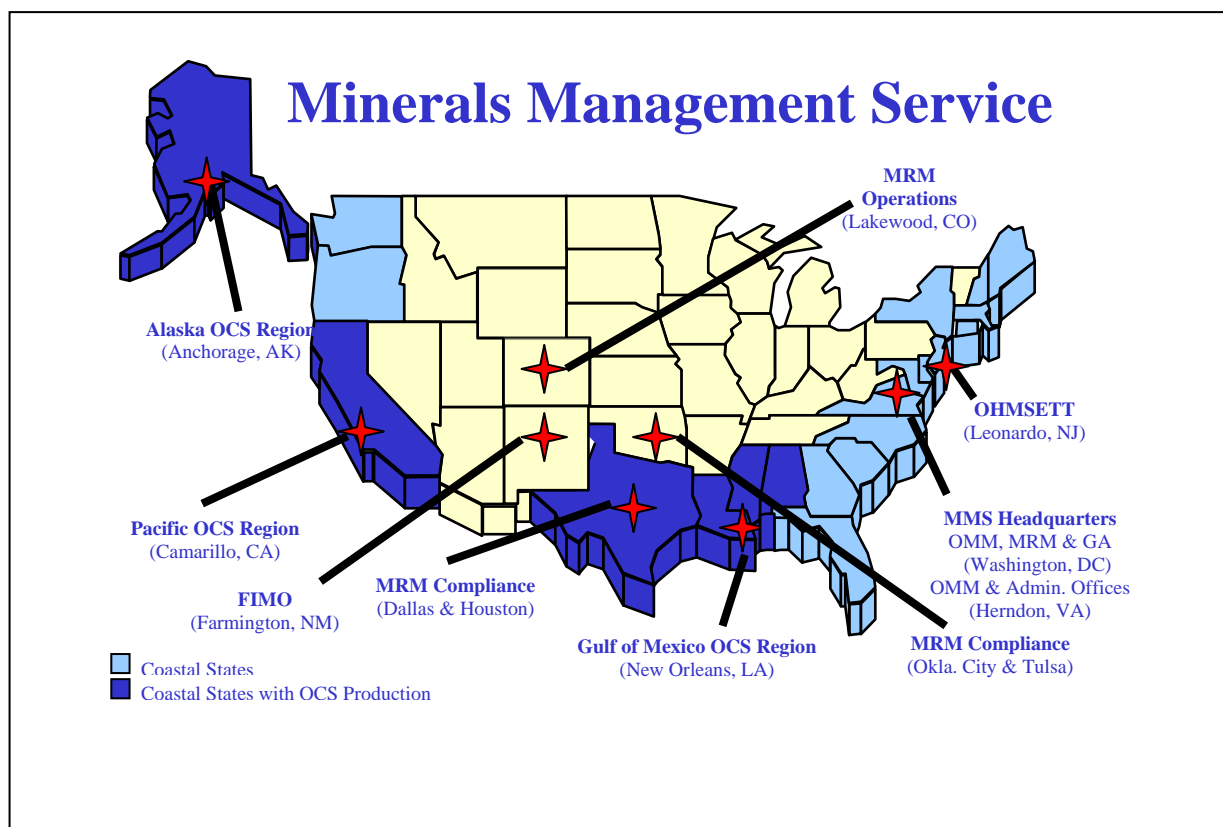 Minerals Management Service
MRM
Operations
(Lakewood, CO)
Alaska OCS Region
(Anchorage, AK)
OHMSETT
(Leonardo, NJ)
Pacific OCS Region
(Camarillo, CA)
MMS Headquarters
OMM, MRM & GA
(Washington, DC)
OMM & Admin. Offices
(Herndon, VA)
FIMO
(Farmington, NM)
MRM Compliance
(Dallas & Houston)
Gulf of Mexico OCS Region
(New Orleans, LA)
MRM Compliance
(Okla. City & Tulsa)
Coastal States
Coastal States with OCS Production